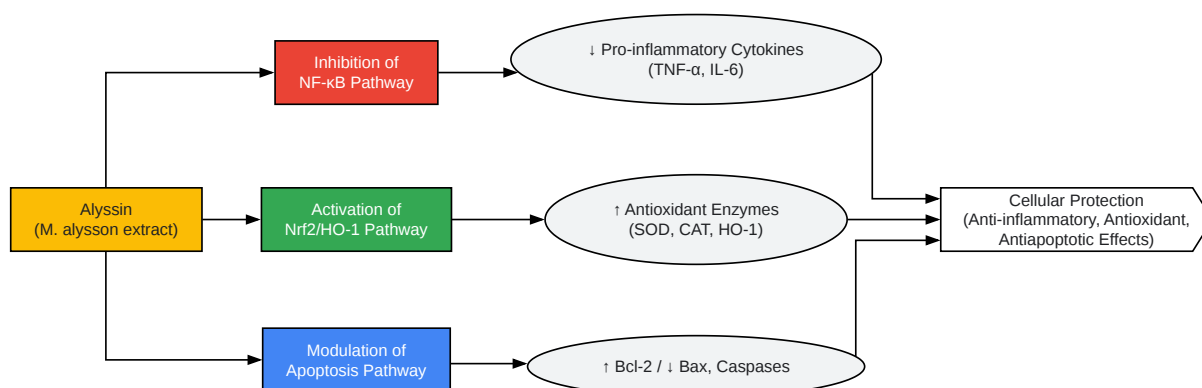 Inhibition of
NF-κB Pathway
↓ Pro-inflammatory Cytokines
(TNF-α, IL-6)
Alyssin
(M. alysson extract)
Activation of
Nrf2/HO-1 Pathway
↑ Antioxidant Enzymes
(SOD, CAT, HO-1)
Cellular Protection
(Anti-inflammatory, Antioxidant,
Antiapoptotic Effects)
Modulation of
Apoptosis Pathway
↑ Bcl-2 / ↓ Bax, Caspases